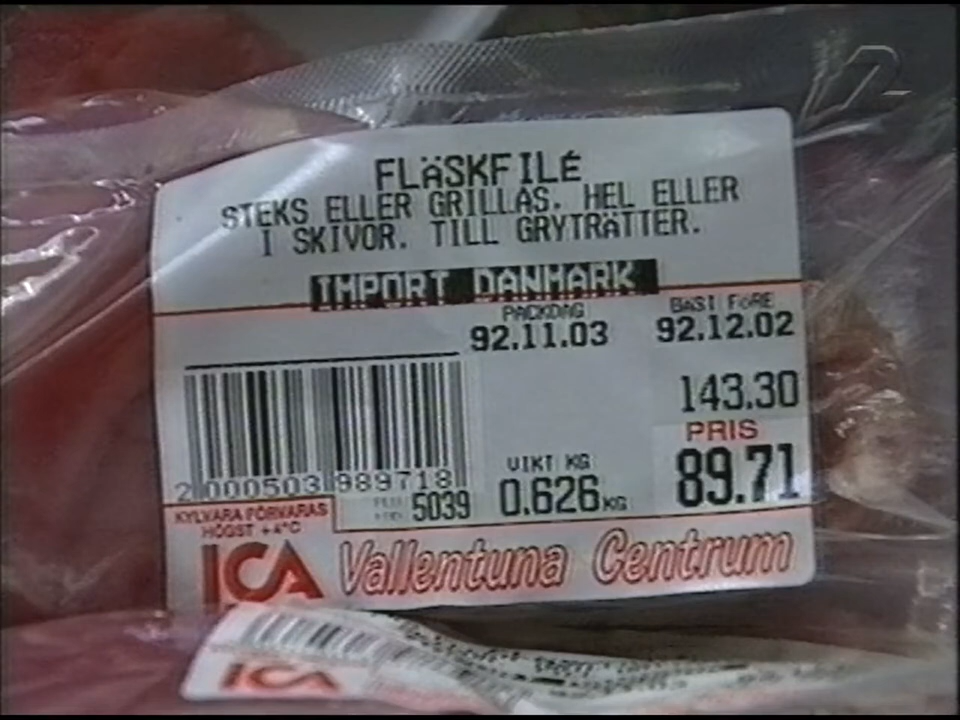 2
FLÄSKFILÉ
STEKS ELLER GRILLAS. HEL ELLER
I SKIVOR. TILL GRYTRÄTTER.
IMPORT DANMARK
PACKDAG BÄST FÖRE
92.11.03 92.12.02
143.30
PRIS
VIKT KG
89.71
2 000503 989718
5039 0.626KG
KYLVARA FÖRVARAS
HÖGST +4°C
ICA Vallentuna Centrum
ICA